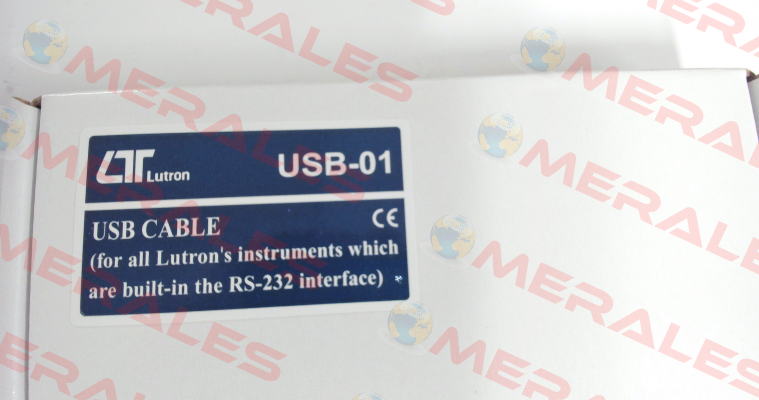 LT Lutron USB-01
USB CABLE CE
(for all Lutron's instruments which
are built-in the RS-232 interface)
MERALES
MERALES
MERALES
MERALES
MERALES
MERALES